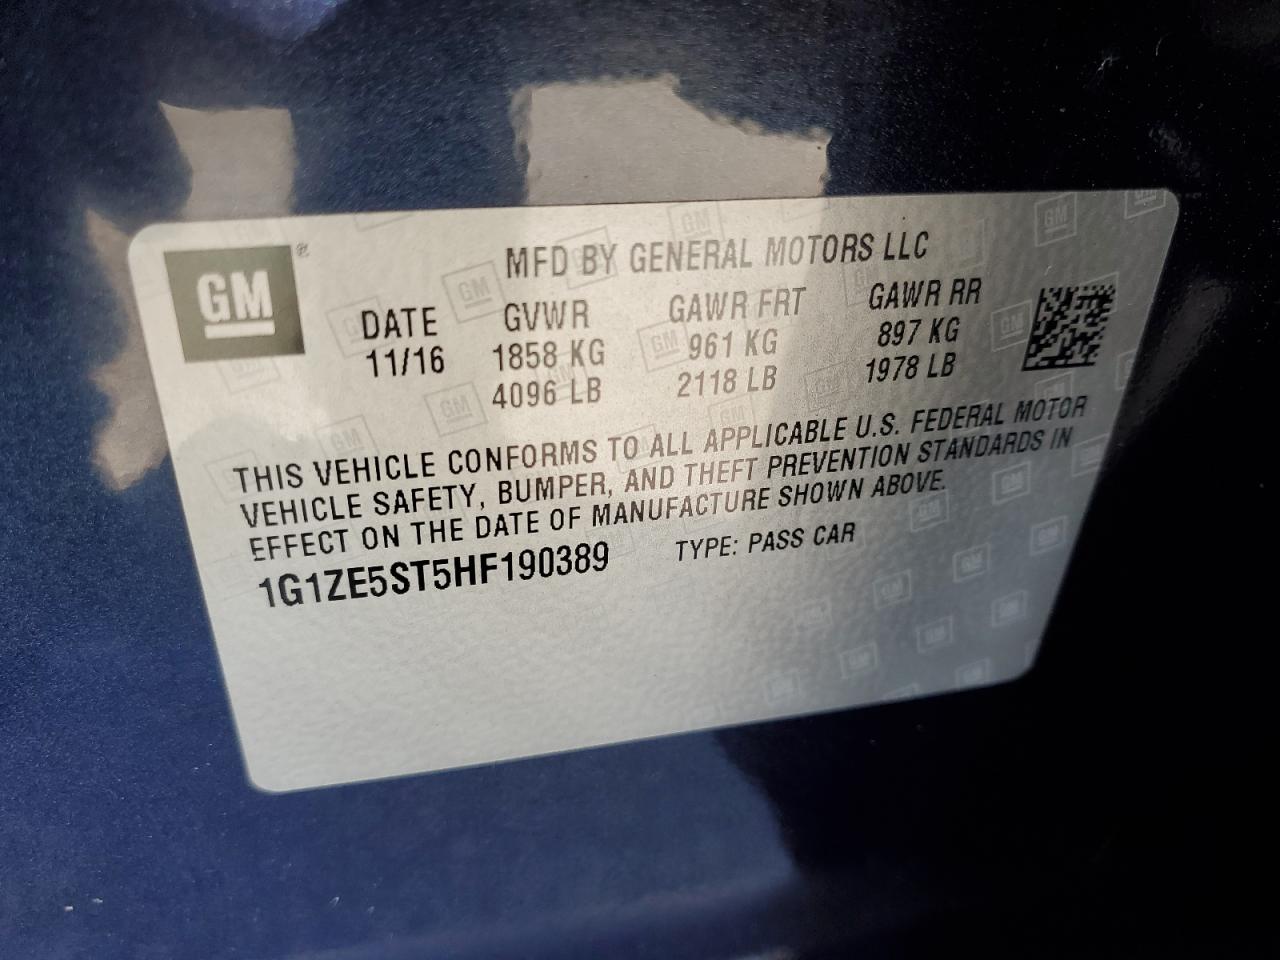 GM ®
MFD BY GENERAL MOTORS LLC
DATE GVWR GAWR FRT GAWR RR
11/16 1858 KG 961 KG 897 KG
4096 LB 2118 LB 1978 LB
THIS VEHICLE CONFORMS TO ALL APPLICABLE U.S. FEDERAL MOTOR
VEHICLE SAFETY, BUMPER, AND THEFT PREVENTION STANDARDS IN
EFFECT ON THE DATE OF MANUFACTURE SHOWN ABOVE.
1G1ZE5ST5HF190389 TYPE: PASS CAR